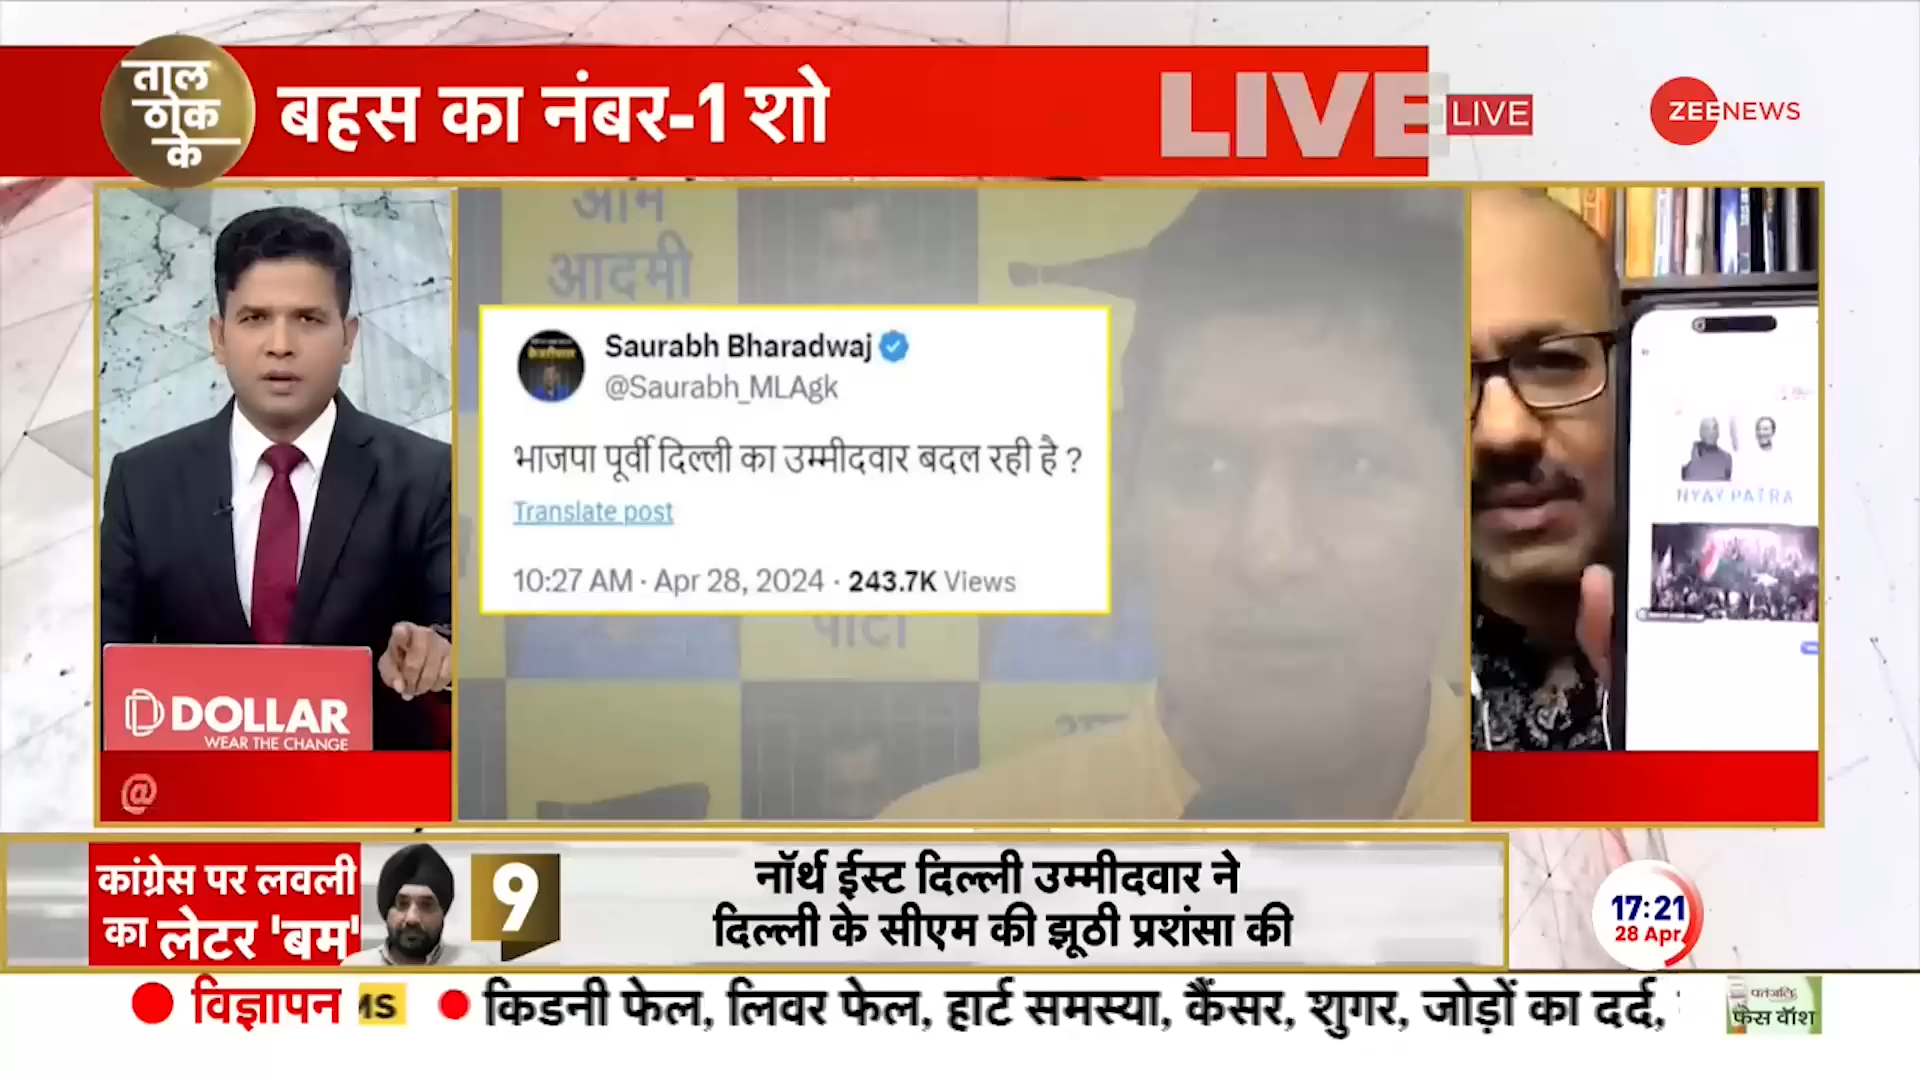 ताल
ठोक
के
बहस का नंबर-1 शो
LIVE
LIVE
ZEENEWS
आम
आदमी
Saurabh Bharadwaj
@Saurabh_MLAgk
भाजपा पूर्वी दिल्ली का उम्मीदवार बदल रही है ?
Translate post
10:27 AM · Apr 28, 2024 · 243.7K Views
पार्टी
NYAY PATRA
DOLLAR
WEAR THE CHANGE
@
कांग्रेस पर लवली
का लेटर 'बम'
9
नॉर्थ ईस्ट दिल्ली उम्मीदवार ने
दिल्ली के सीएम की झूठी प्रशंसा की
17:21
28 Apr
विज्ञापन
MS
किडनी फेल, लिवर फेल, हार्ट समस्या, कैंसर, शुगर, जोड़ों का दर्द,
पतंजलि
फेस वॉश